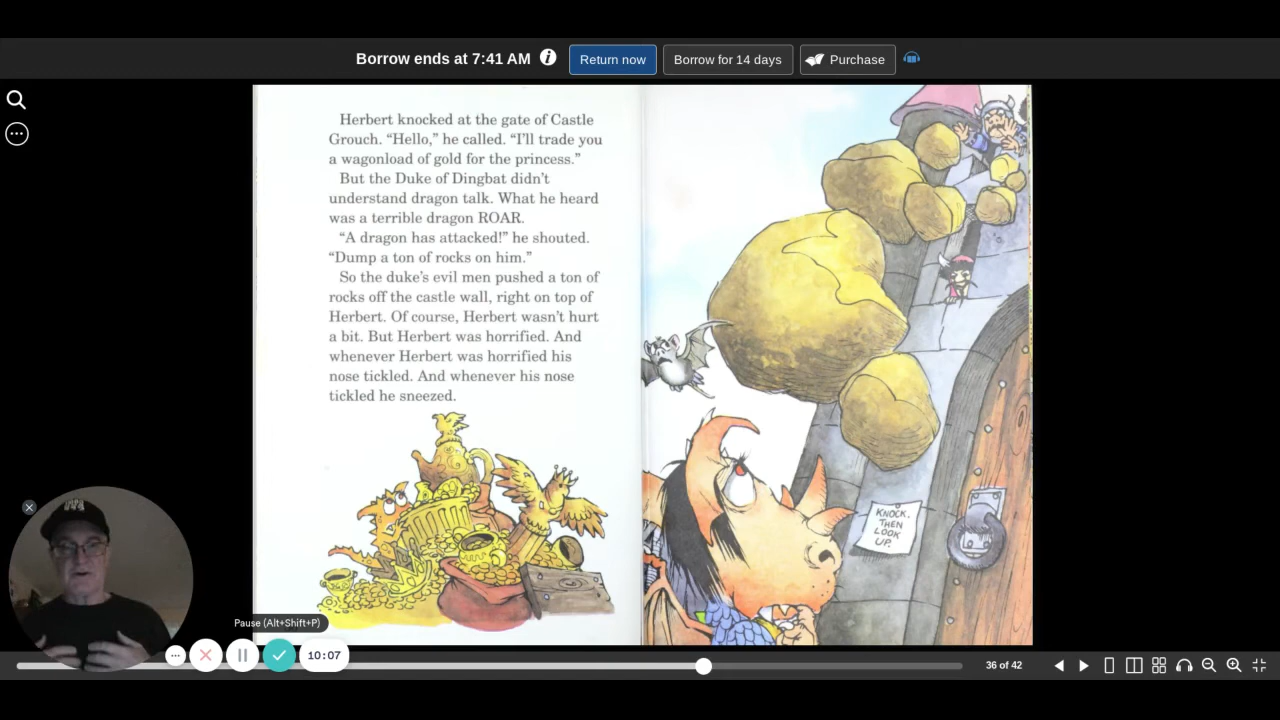 Borrow ends at 7:41 AM
Return now
Borrow for 14 days
Purchase
Herbert knocked at the gate of Castle
Grouch. “Hello,” he called. “I’ll trade you
a wagonload of gold for the princess.”
But the Duke of Dingbat didn’t
understand dragon talk. What he heard
was a terrible dragon ROAR.
“A dragon has attacked!” he shouted.
“Dump a ton of rocks on him.”
So the duke’s evil men pushed a ton of
rocks off the castle wall, right on top of
Herbert. Of course, Herbert wasn’t hurt
a bit. But Herbert was horrified. And
whenever Herbert was horrified his
nose tickled. And whenever his nose
tickled he sneezed.
KNOCK.
THEN
LOOK
UP.
Pause (Alt+Shift+P)
10:07
36 of 42